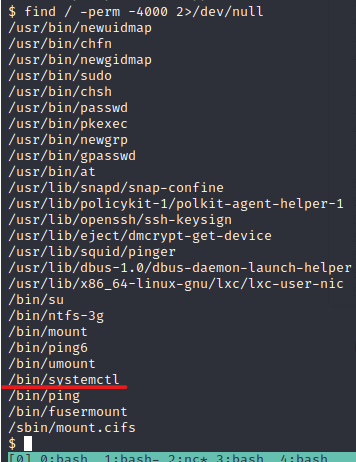 $ find / -perm -4000 2>/dev/null
/usr/bin/newuidmap
/usr/bin/chfn
/usr/bin/newgidmap
/usr/bin/sudo
/usr/bin/chsh
/usr/bin/passwd
/usr/bin/pkexec
/usr/bin/newgrp
/usr/bin/gpasswd
/usr/bin/at
/usr/lib/snapd/snap-confine
/usr/lib/policykit-1/polkit-agent-helper-1
/usr/lib/openssh/ssh-keysign
/usr/lib/eject/dmcrypt-get-device
/usr/lib/squid/pinger
/usr/lib/dbus-1.0/dbus-daemon-launch-helper
/usr/lib/x86_64-linux-gnu/lxc/lxc-user-nic
/bin/su
/bin/ntfs-3g
/bin/mount
/bin/ping6
/bin/umount
/bin/systemctl
/bin/ping
/bin/fusermount
/sbin/mount.cifs
$
[0] 0:bash 1:bash- 2:nc* 3:bash 4:bash